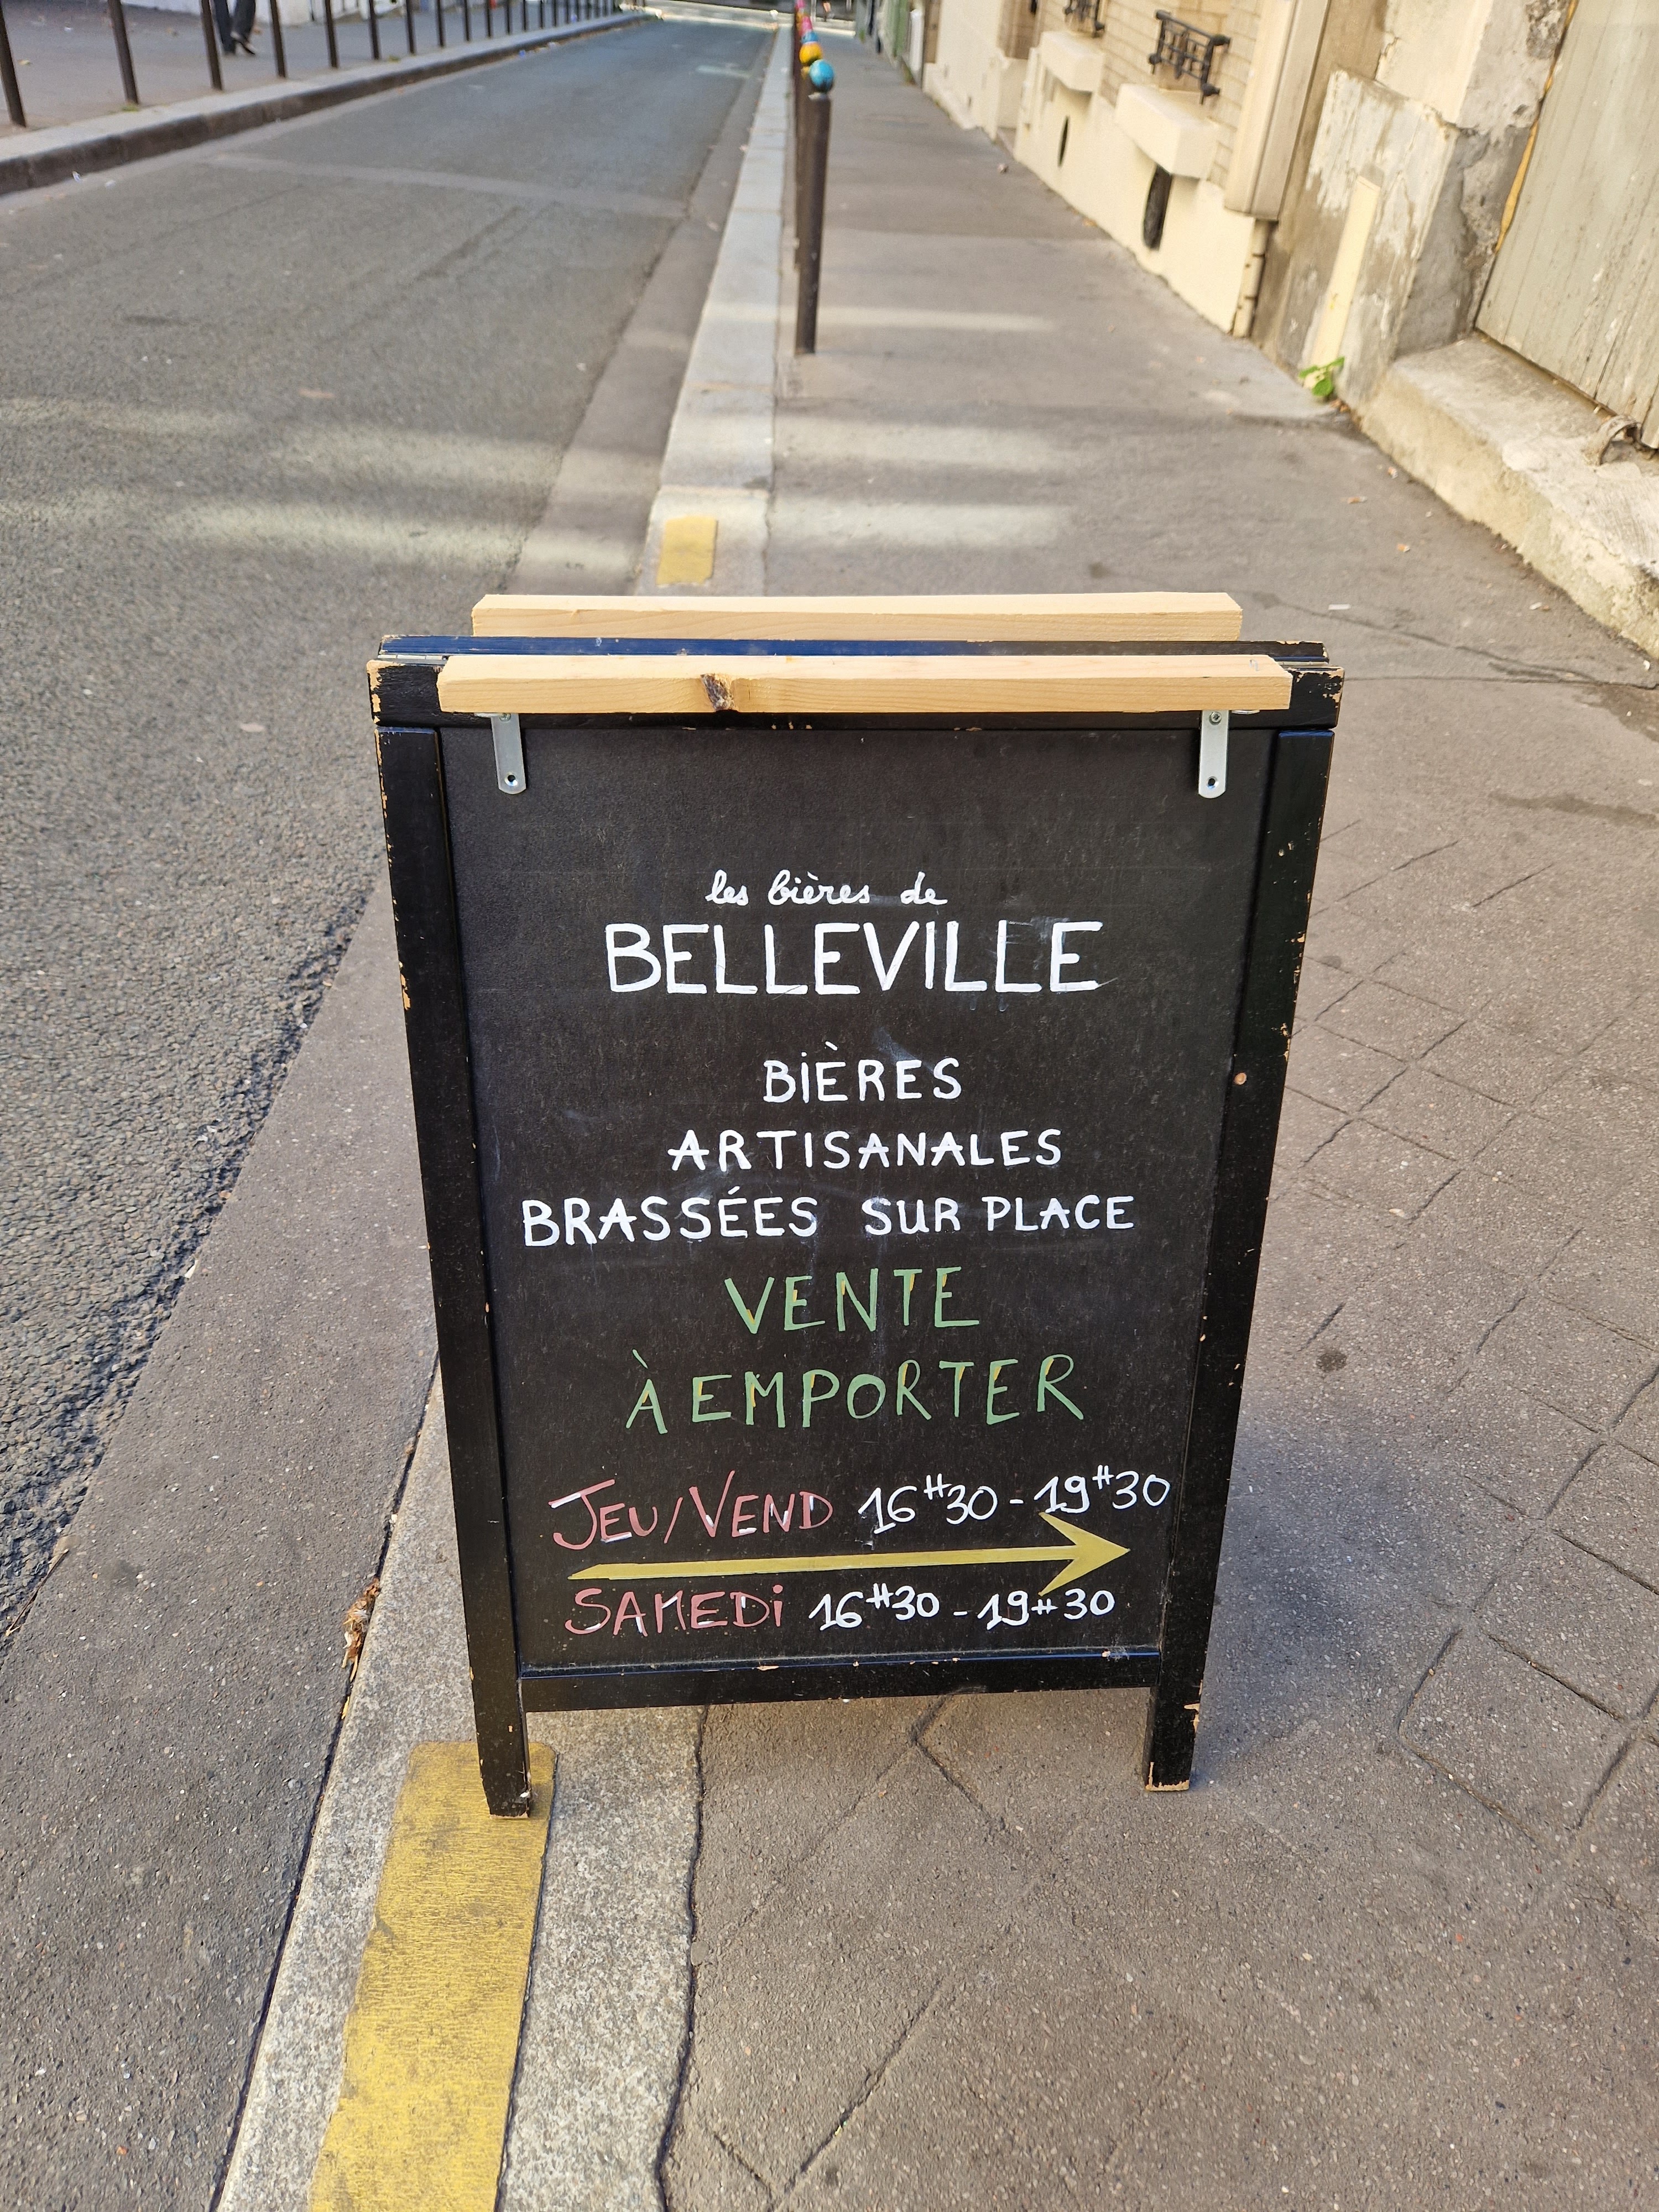 les bières de
BELLEVILLE
BIÈRES
ARTISANALES
BRASSÉES SUR PLACE
VENTE
À EMPORTER
JEU/VEND 16H30 - 19H30
SAMEDI 16H30 - 19H30